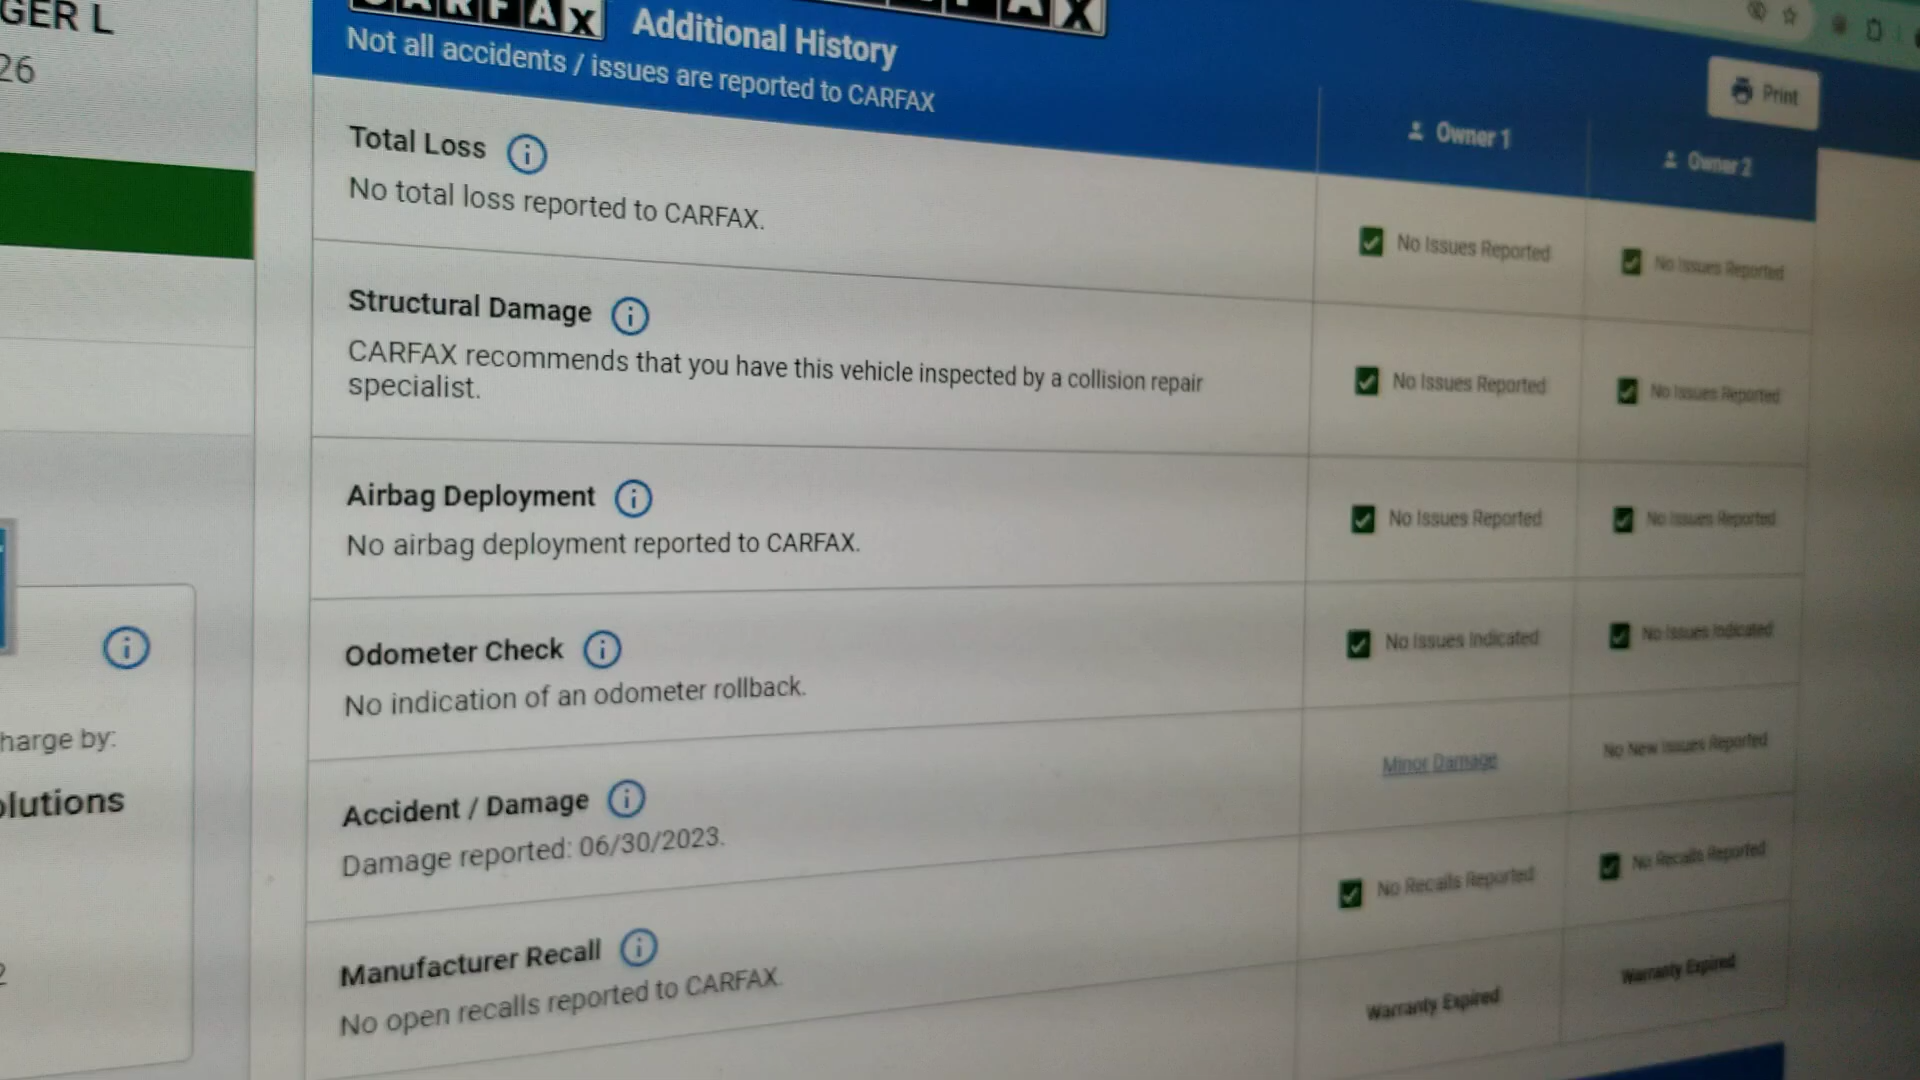 GER L
26
harge by:
olutions
2
CARFAX Additional History
Not all accidents / issues are reported to CARFAX
Print
Owner 1
Owner 2
Total Loss
No total loss reported to CARFAX.
No Issues Reported
No Issues Reported
Structural Damage
CARFAX recommends that you have this vehicle inspected by a collision repair
specialist.
No Issues Reported
No Issues Reported
Airbag Deployment
No airbag deployment reported to CARFAX.
No Issues Reported
No Issues Reported
Odometer Check
No indication of an odometer rollback.
No Issues Indicated
No Issues Indicated
Accident / Damage
Damage reported: 06/30/2023.
Minor Damage
No New Issues Reported
Manufacturer Recall
No open recalls reported to CARFAX.
No Recalls Reported
No Recalls Reported
Warranty Expired
Warranty Expired